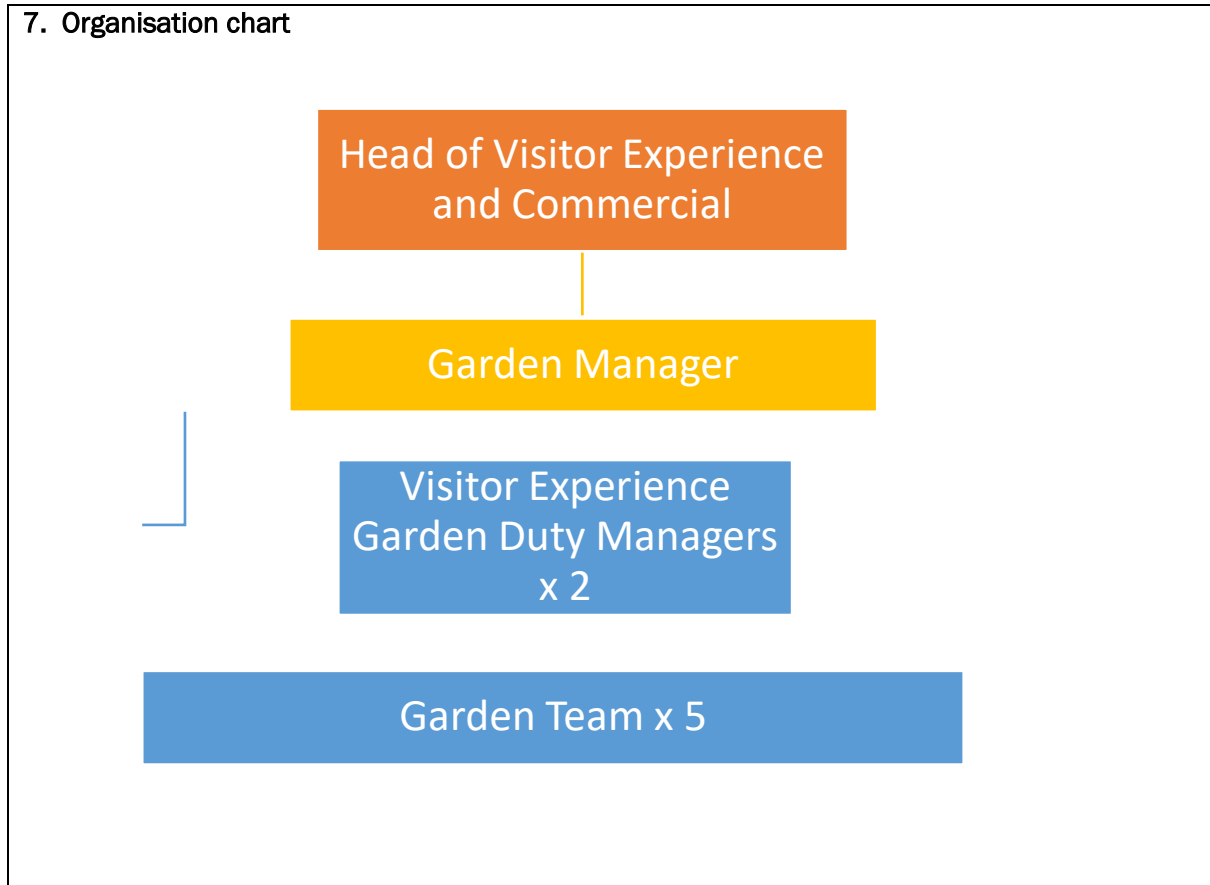 7. Organisation chart
Head of Visitor Experience
and Commercial
Garden Manager
Visitor Experience
Garden Duty Managers
x 2
Garden Team x 5